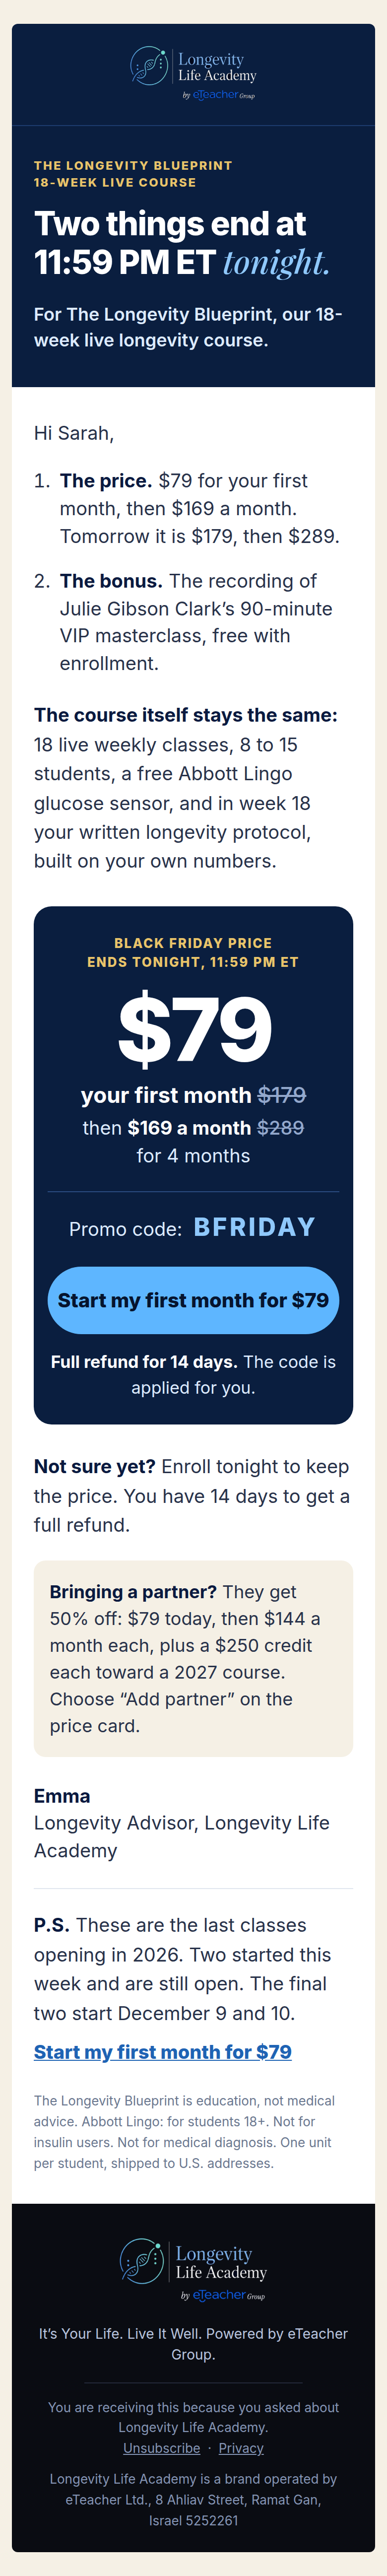 Longevity
Life Academy
by eTeacher Group
THE LONGEVITY BLUEPRINT
18-WEEK LIVE COURSE
Two things end at
11:59 PM ET tonight.
For The Longevity Blueprint, our 18-
week live longevity course.
Hi Sarah,
1. The price. $79 for your first
month, then $169 a month.
Tomorrow it is $179, then $289.
2. The bonus. The recording of
Julie Gibson Clark’s 90-minute
VIP masterclass, free with
enrollment.
The course itself stays the same:
18 live weekly classes, 8 to 15
students, a free Abbott Lingo
glucose sensor, and in week 18
your written longevity protocol,
built on your own numbers.
BLACK FRIDAY PRICE
ENDS TONIGHT, 11:59 PM ET
$79
your first month $179
then $169 a month $289
for 4 months
Promo code: BFRIDAY
Start my first month for $79
Full refund for 14 days. The code is
applied for you.
Not sure yet? Enroll tonight to keep
the price. You have 14 days to get a
full refund.
Bringing a partner? They get
50% off: $79 today, then $144 a
month each, plus a $250 credit
each toward a 2027 course.
Choose “Add partner” on the
price card.
Emma
Longevity Advisor, Longevity Life
Academy
P.S. These are the last classes
opening in 2026. Two started this
week and are still open. The final
two start December 9 and 10.
Start my first month for $79
The Longevity Blueprint is education, not medical
advice. Abbott Lingo: for students 18+. Not for
insulin users. Not for medical diagnosis. One unit
per student, shipped to U.S. addresses.
Longevity
Life Academy
by eTeacher Group
It’s Your Life. Live It Well. Powered by eTeacher
Group.
You are receiving this because you asked about
Longevity Life Academy.
Unsubscribe · Privacy
Longevity Life Academy is a brand operated by
eTeacher Ltd., 8 Ahliav Street, Ramat Gan,
Israel 5252261